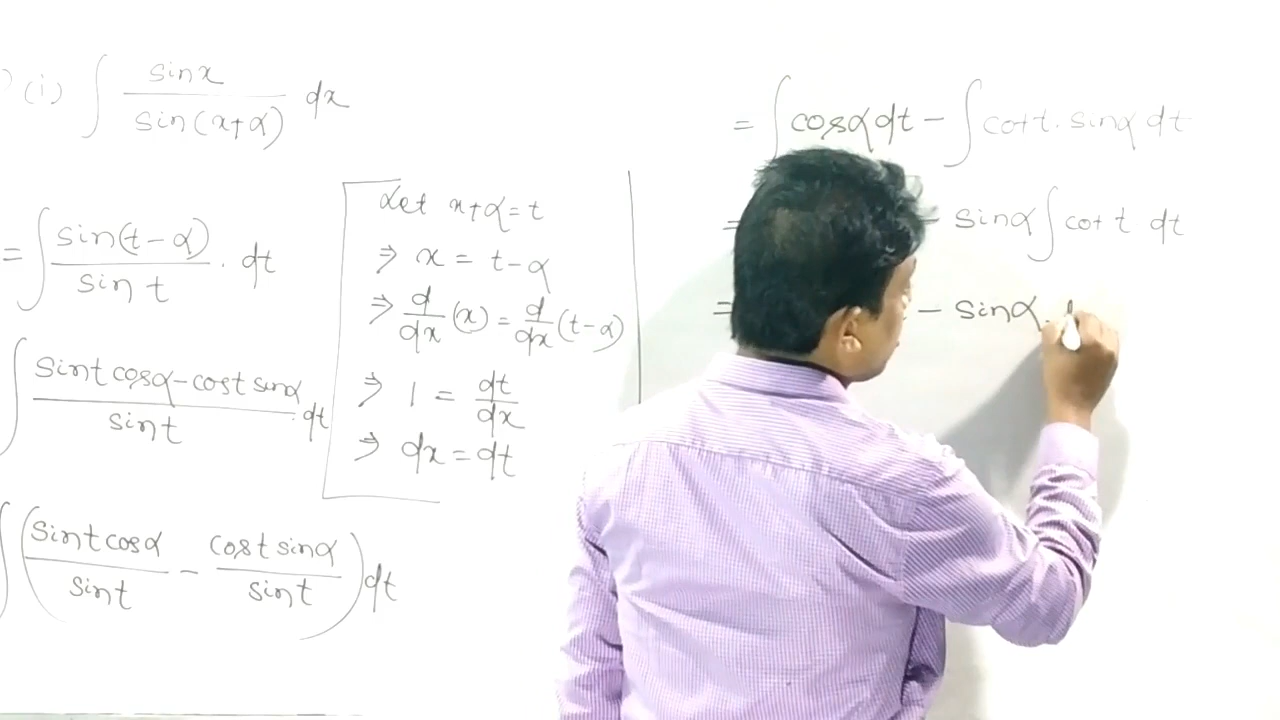 (i) ∫ sinx / sin(x+α) dx
= ∫ sin(t-α) / sin t . dt
∫ sint cosα - cost sinα / sint . dt
∫ (sint cosα / sint - cost sinα / sint) dt
Let x+α=t
⇒ x = t-α
⇒ d/dx (x) = d/dx (t-α)
⇒ 1 = dt/dx
⇒ dx = dt
= ∫ cosα dt - ∫ cot t . sinα dt
= - sinα ∫ cot t dt
= - sinα .